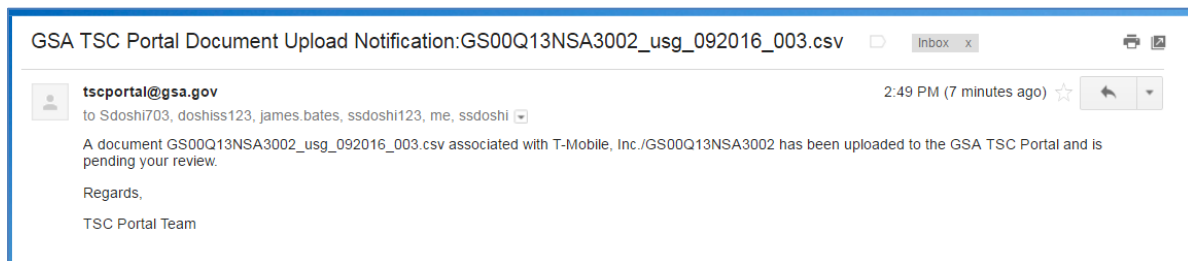 GSA TSC Portal Document Upload Notification:GS00Q13NSA3002_usg_092016_003.csv Inbox x
tscportal@gsa.gov 2:49 PM (7 minutes ago)
to Sdoshi703, doshiss123, james.bates, ssdoshi123, me, ssdoshi
A document GS00Q13NSA3002_usg_092016_003.csv associated with T-Mobile, Inc./GS00Q13NSA3002 has been uploaded to the GSA TSC Portal and is
pending your review.
Regards,
TSC Portal Team